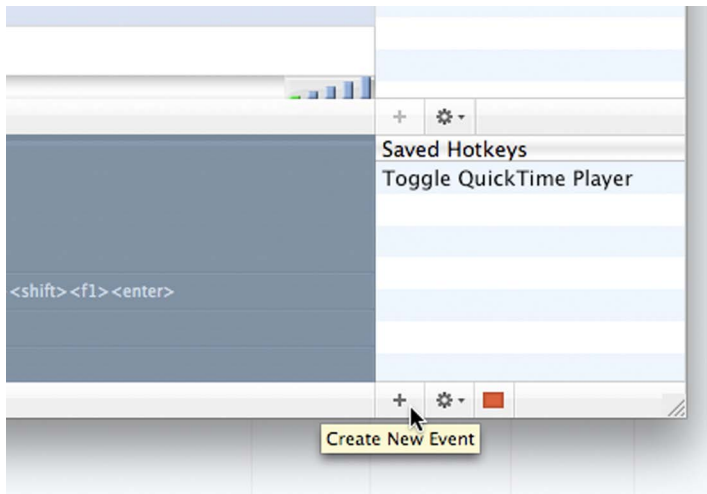 Saved Hotkeys
Toggle QuickTime Player
<shift><f1><enter>
Create New Event